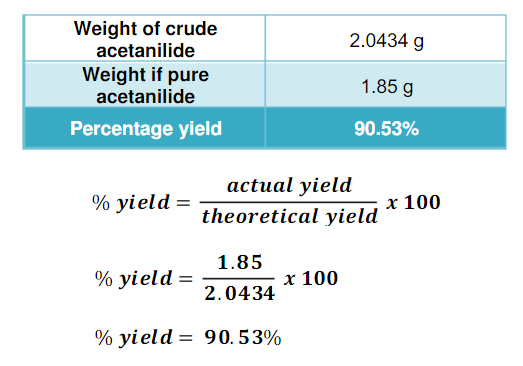 Weight of crude
acetanilide
2.0434 g
Weight if pure
acetanilide
1.85 g
Percentage yield
90.53%
% yield = actual yield / theoretical yield x 100
% yield = 1.85 / 2.0434 x 100
% yield = 90.53%